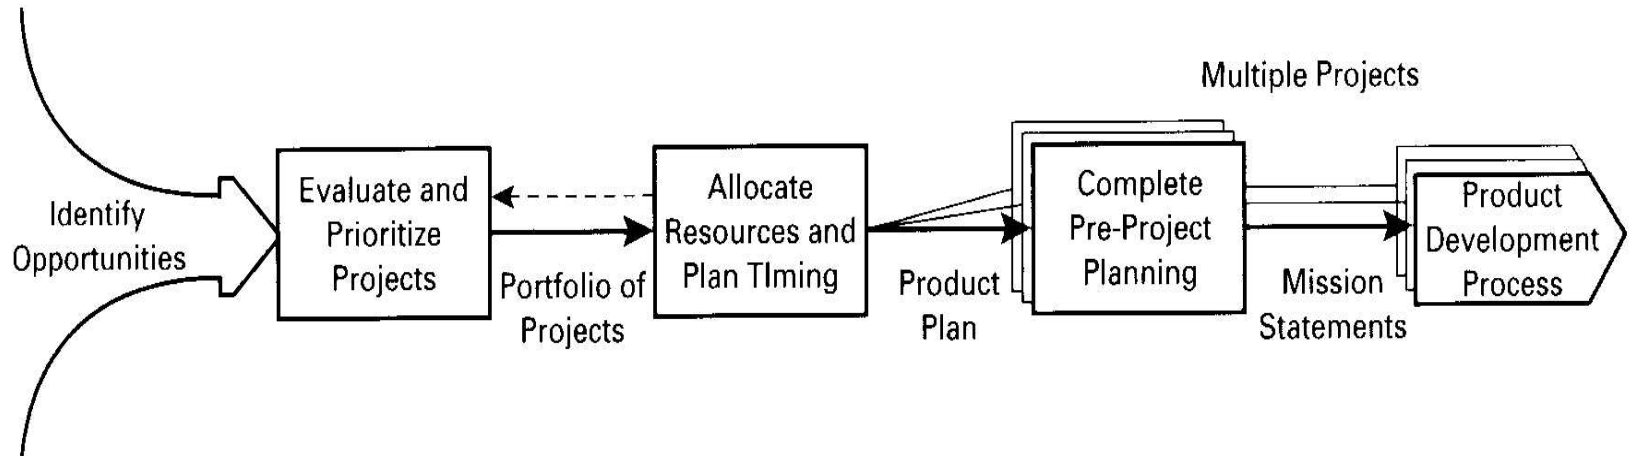 Multiple Projects
Identify
Opportunities
Evaluate and
Prioritize
Projects
Portfolio of
Projects
Allocate
Resources and
Plan TIming
Product
Plan
Complete
Pre-Project
Planning
Mission
Statements
Product
Development
Process